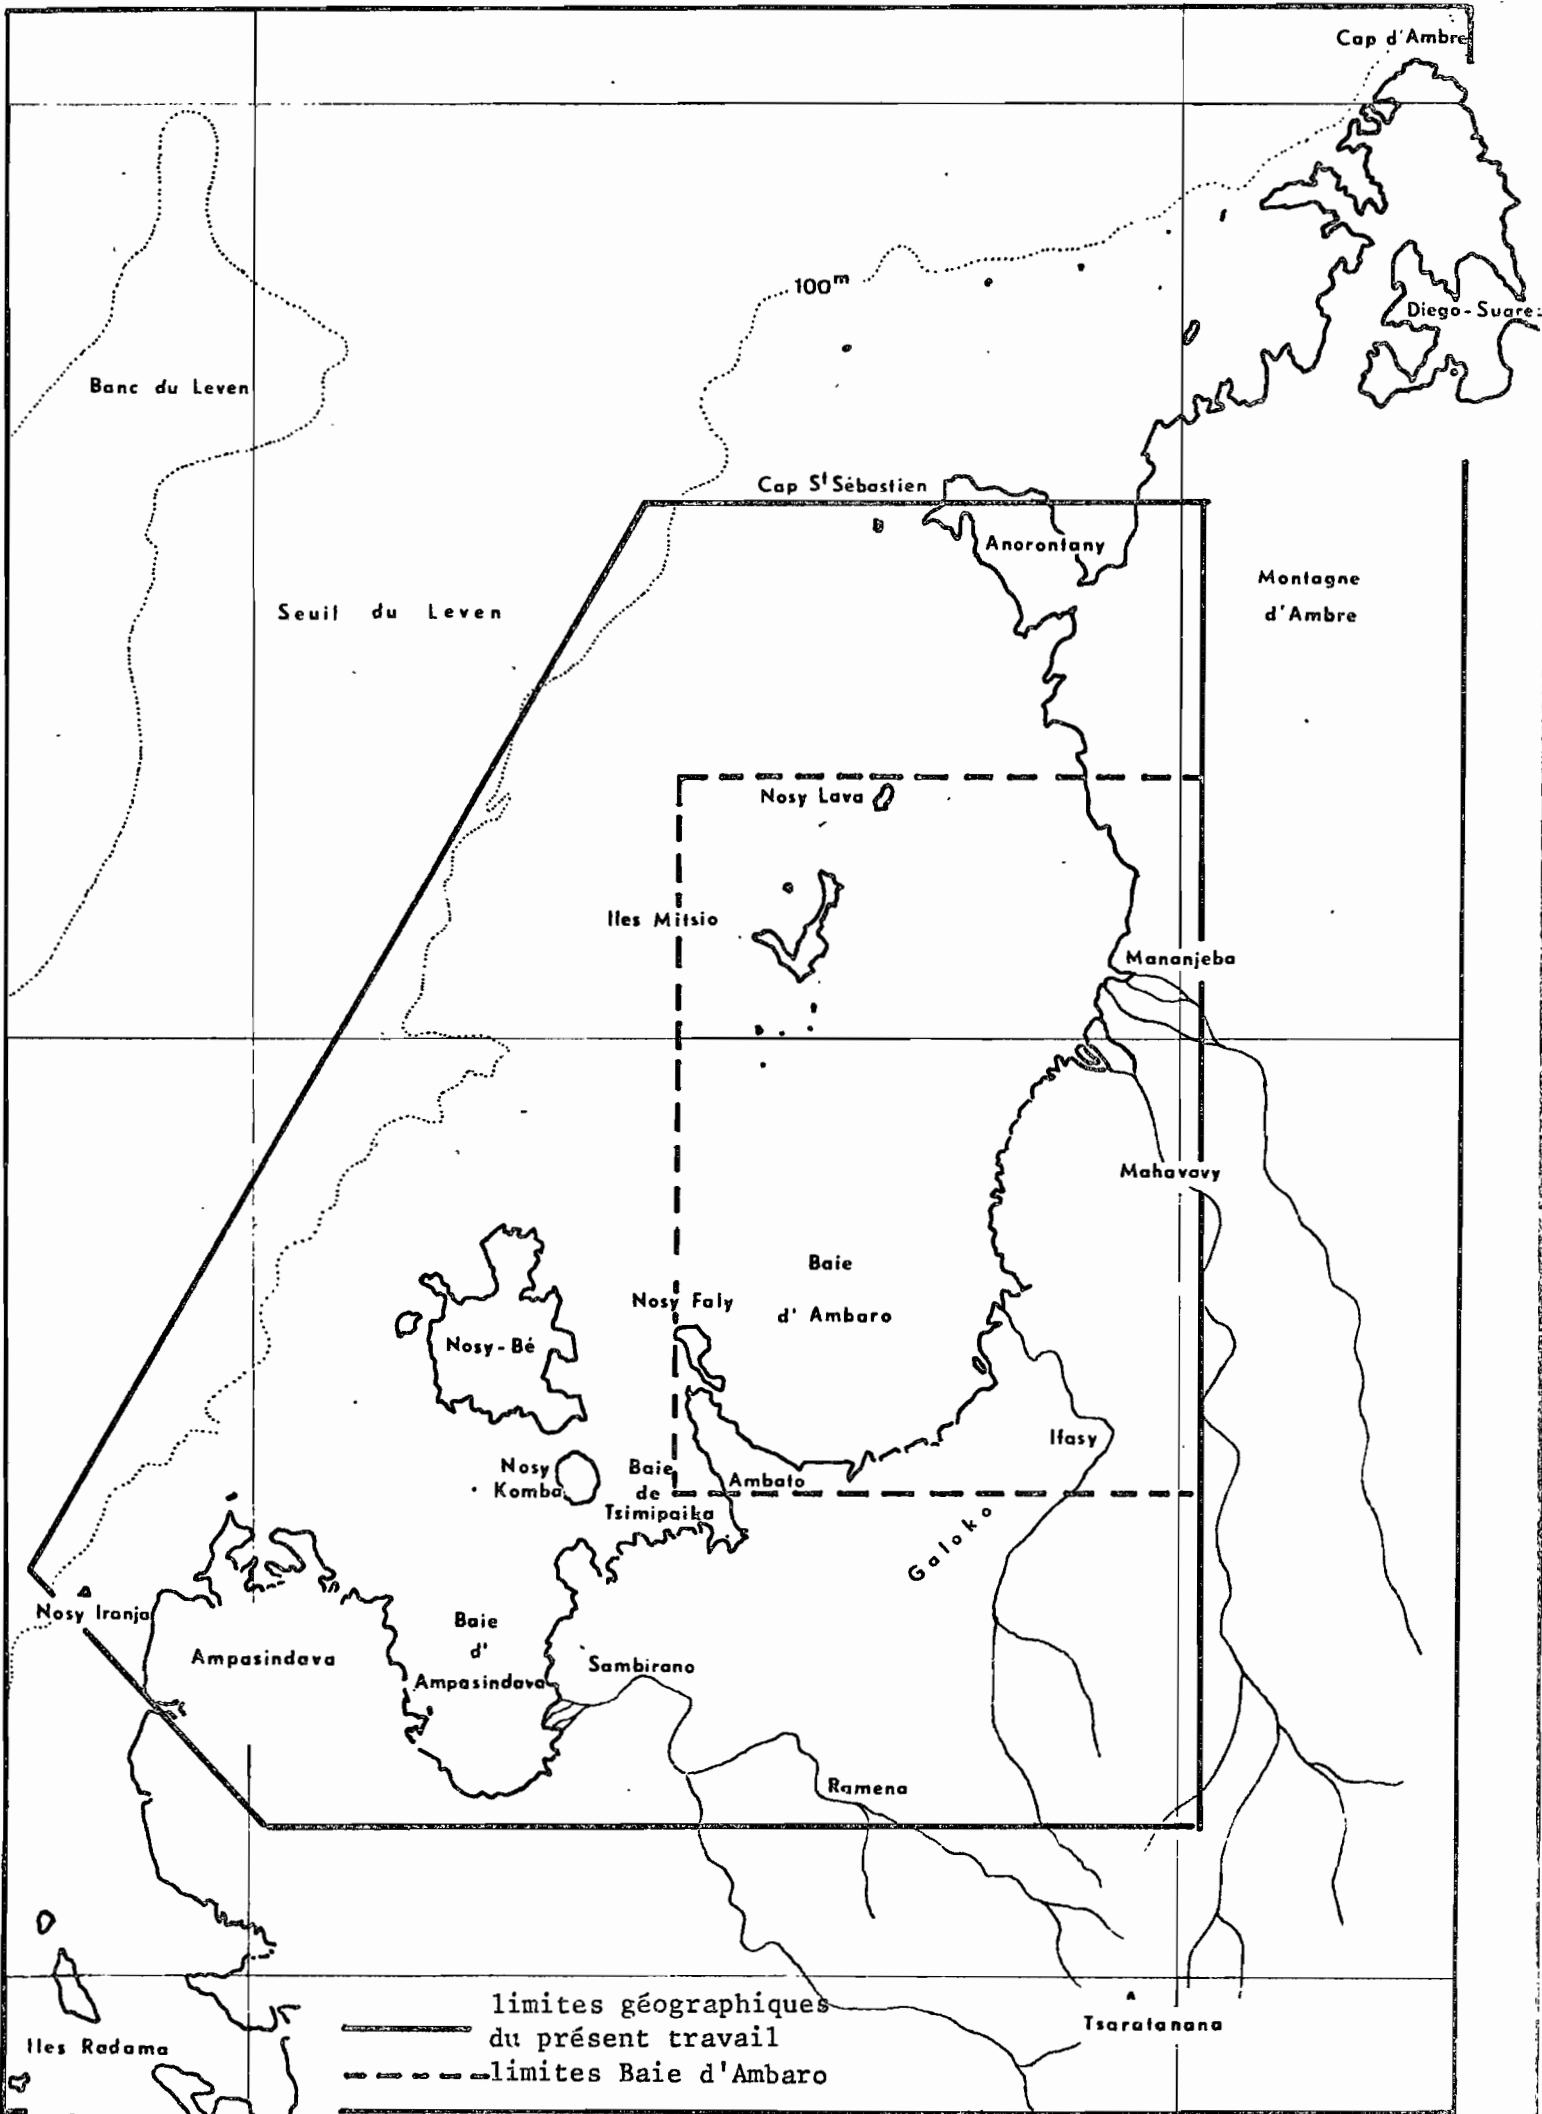 Cap d'Ambre
100m
Diego-Suare
Banc du Leven
Cap St Sébastien
Anorontany
Montagne
d'Ambre
Seuil du Leven
Nosy Lava
Iles Mitsio
Mananjeba
Mahavavy
Baie
d' Ambaro
Nosy Faly
Nosy-Bé
Ifasy
Nosy
Komba
Baie
de
Tsimipaika
Ambato
Galoko
Nosy Iranja
Ampasindava
Baie
d'
Ampasindava
Sambirano
Ramena
Tsaratanana
Iles Radama
limites géographiques
du présent travail
limites Baie d'Ambaro